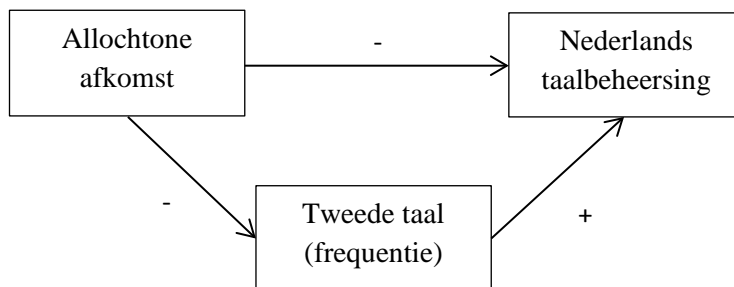 Allochtone
afkomst
-
Nederlands
taalbeheersing
-
Tweede taal
(frequentie)
+